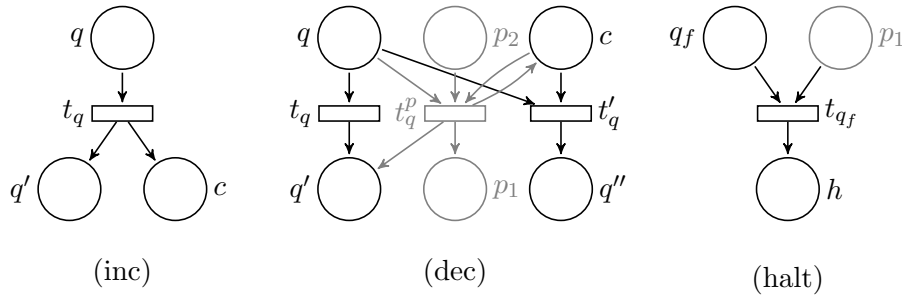 q p_2 c q_f p_1
q
t_q t_q t_q^p t'_q t_{q_f}
q' c q' p_1 q'' h
(inc) (dec) (halt)